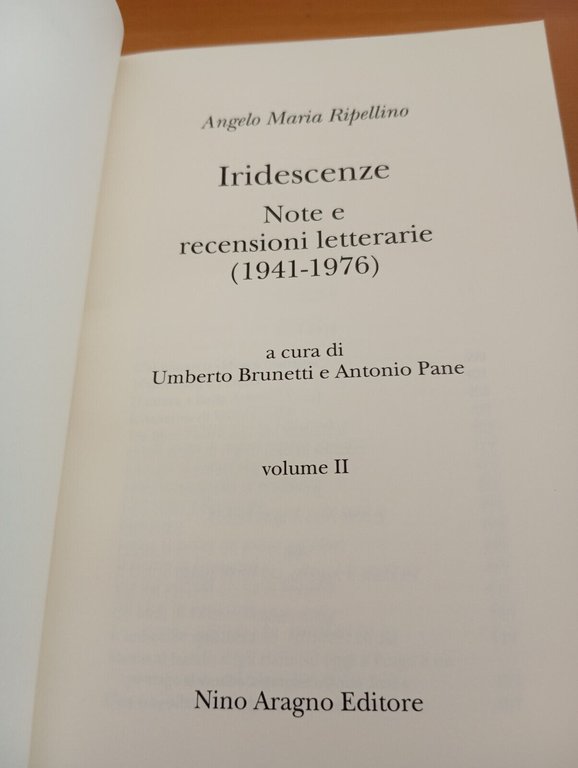 Angelo Maria Ripellino
Iridescenze
Note e
recensioni letterarie
(1941-1976)
a cura di
Umberto Brunetti e Antonio Pane
volume II
Nino Aragno Editore